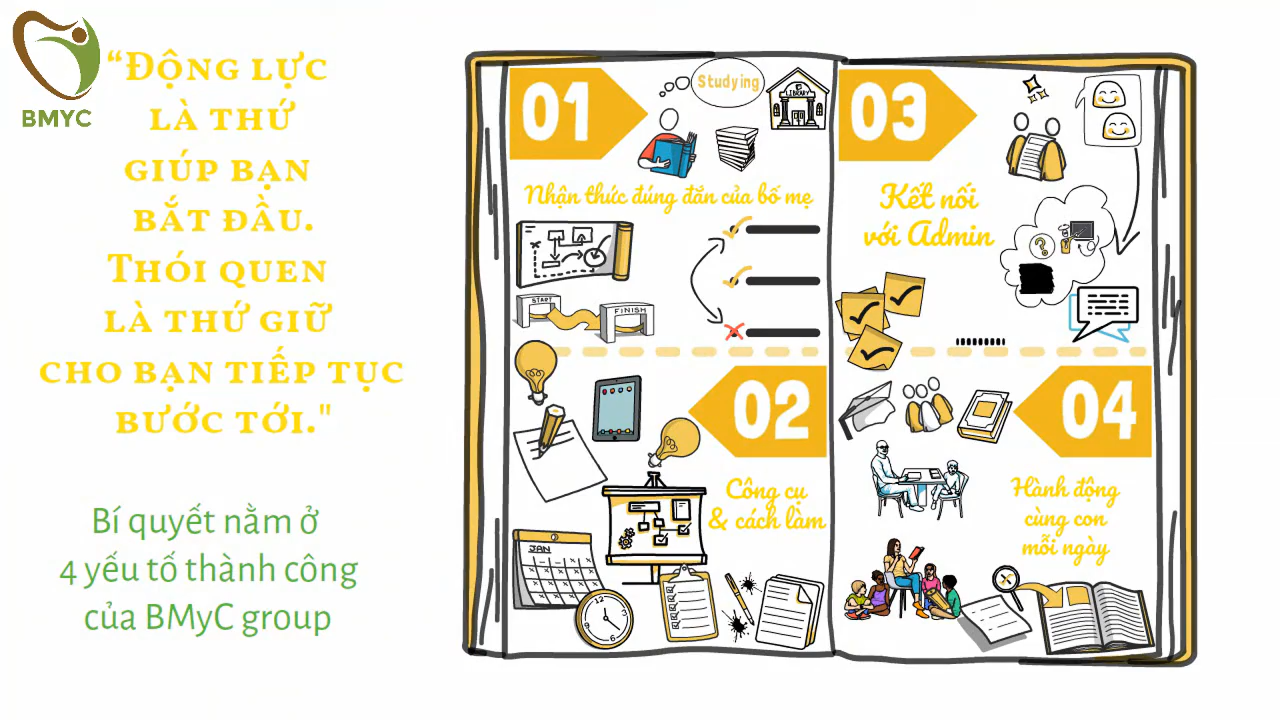 BMYC
“ĐỘNG LỰC
LÀ THỨ
GIÚP BẠN
BẮT ĐẦU.
THÓI QUEN
LÀ THỨ GIỮ
CHO BẠN TIẾP TỤC
BƯỚC TỚI."
Bí quyết nằm ở
4 yếu tố thành công
của BMyC group
01
Studying
LIBRARY
Nhận thức đúng đắn của bố mẹ
START
FINISH
02
Công cụ
& cách làm
JAN
12
03
Kết nối
với Admin
?
04
Hành động
cùng con
mỗi ngày